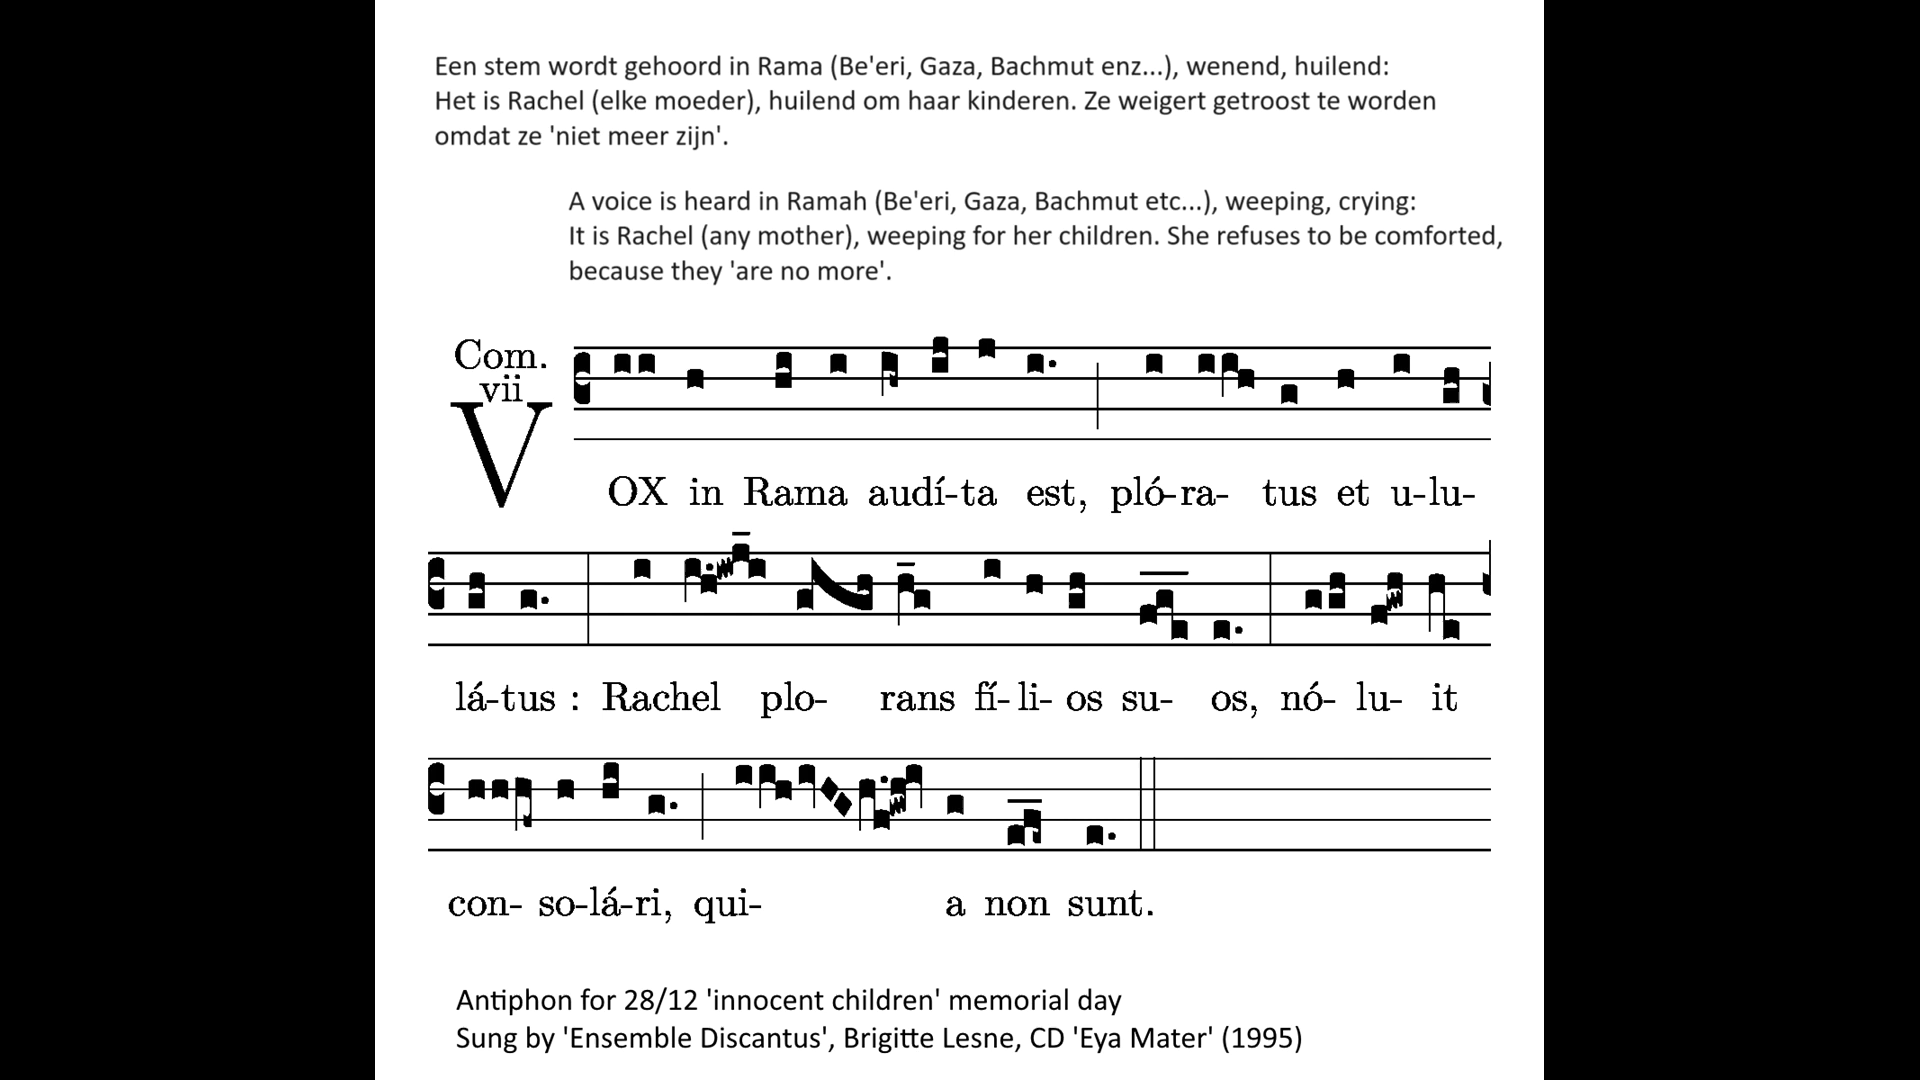 Een stem wordt gehoord in Rama (Be'eri, Gaza, Bachmut enz...), wenend, huilend:
Het is Rachel (elke moeder), huilend om haar kinderen. Ze weigert getroost te worden
omdat ze 'niet meer zijn'.
A voice is heard in Ramah (Be'eri, Gaza, Bachmut etc...), weeping, crying:
It is Rachel (any mother), weeping for her children. She refuses to be comforted,
because they 'are no more'.
Com.
vii
VOX in Rama audí-ta est, pló-ra- tus et u-lu-
lá-tus : Rachel plo- rans fí-li- os su- os, nó- lu- it
con- so-lá-ri, qui- a non sunt.
Antiphon for 28/12 'innocent children' memorial day
Sung by 'Ensemble Discantus', Brigitte Lesne, CD 'Eya Mater' (1995)